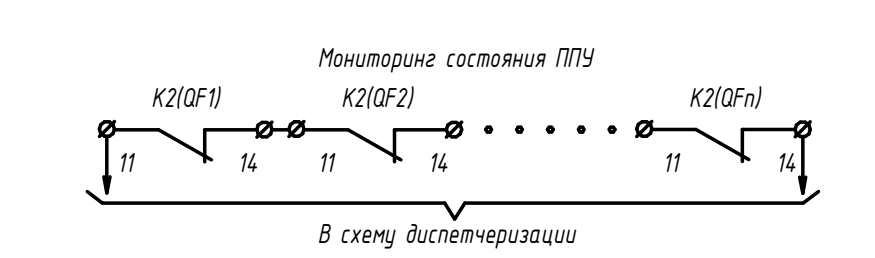 Мониторинг состояния ППУ
K2(QF1) K2(QF2) K2(QFn)
11 14 11 14 11 14
В схему диспетчеризации